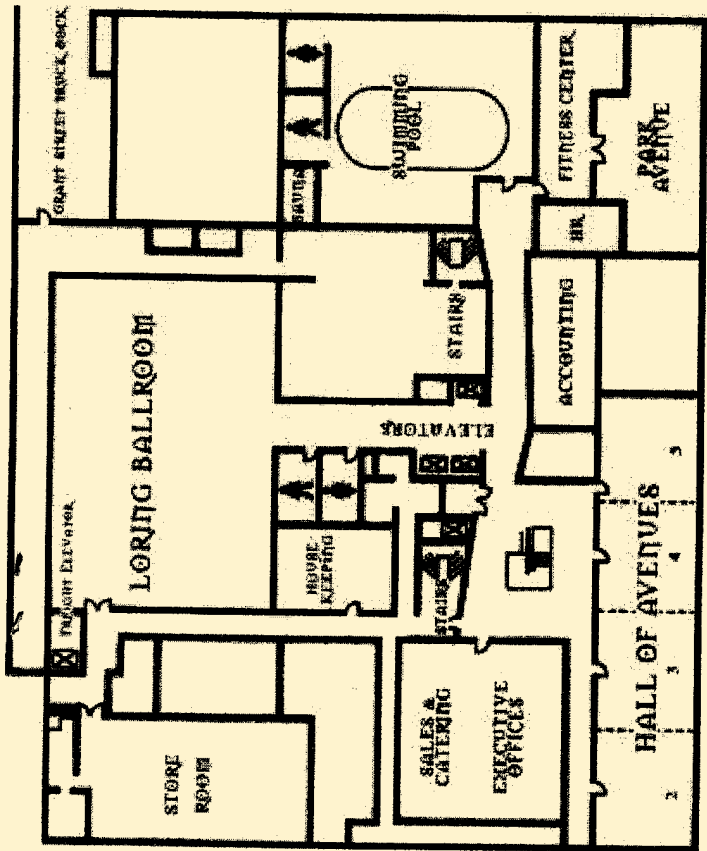 GRANT STREET TRUCK DOCK
FREIGHT ELEVATOR
LORING BALLROOM
STORE
ROOM
HOUSE
KEEPING
SAUNA
SWIMMING
POOL
ELEVATORS
STAIRS
STAIRS
SALES &
CATERING
EXECUTIVE
OFFICES
FITNESS CENTER
HR
ACCOUNTING
PARK
AVENUE
HALL OF AVENUES
2 3 4 5